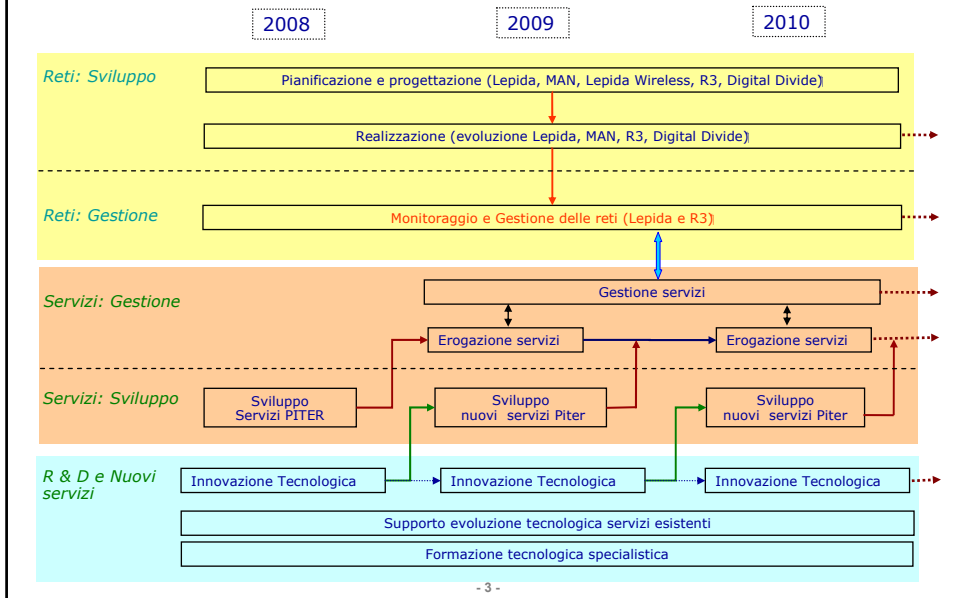 2008
2009
2010
Reti: Sviluppo
Pianificazione e progettazione (Lepida, MAN, Lepida Wireless, R3, Digital Divide)
Realizzazione (evoluzione Lepida, MAN, R3, Digital Divide)
Reti: Gestione
Monitoraggio e Gestione delle reti (Lepida e R3)
Servizi: Gestione
Gestione servizi
Erogazione servizi
Erogazione servizi
Servizi: Sviluppo
Sviluppo
Servizi PITER
Sviluppo
nuovi servizi Piter
Sviluppo
nuovi servizi Piter
R & D e Nuovi
servizi
Innovazione Tecnologica
Innovazione Tecnologica
Innovazione Tecnologica
Supporto evoluzione tecnologica servizi esistenti
Formazione tecnologica specialistica
- 3 -